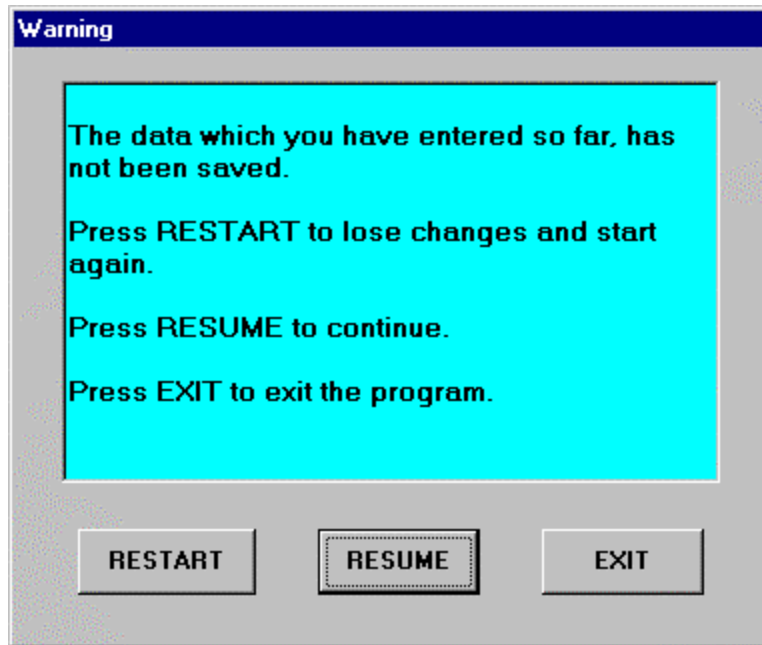 Warning
The data which you have entered so far, has
not been saved.
Press RESTART to lose changes and start
again.
Press RESUME to continue.
Press EXIT to exit the program.
RESTART
RESUME
EXIT